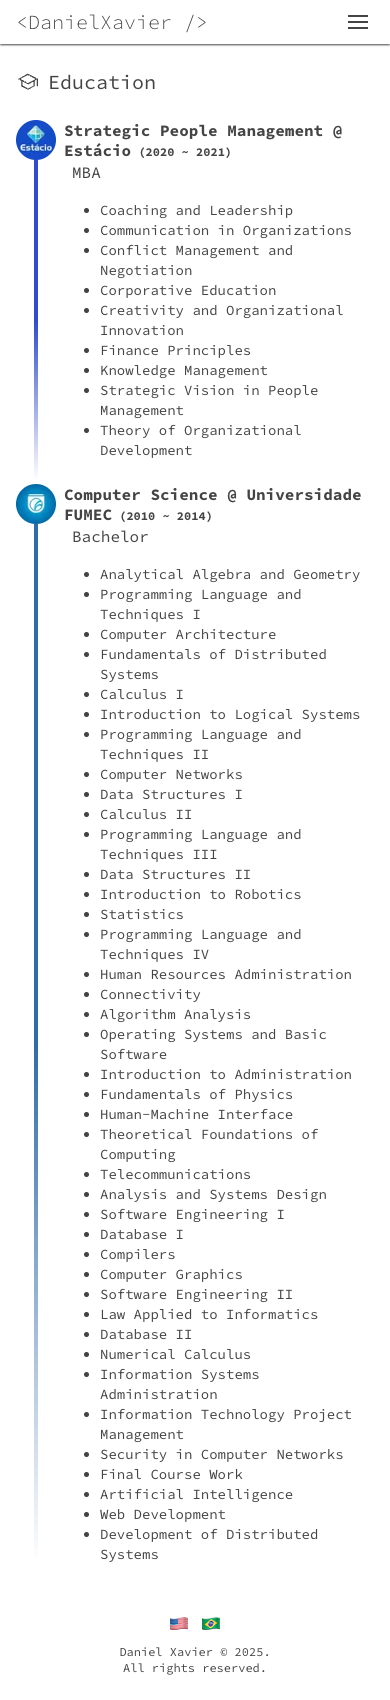 <DanielXavier />
Education
Strategic People Management @
Estácio (2020 ~ 2021)
Estácio
MBA
Coaching and Leadership
Communication in Organizations
Conflict Management and
Negotiation
Corporative Education
Creativity and Organizational
Innovation
Finance Principles
Knowledge Management
Strategic Vision in People
Management
Theory of Organizational
Development
Computer Science @ Universidade
FUMEC (2010 ~ 2014)
Bachelor
Analytical Algebra and Geometry
Programming Language and
Techniques I
Computer Architecture
Fundamentals of Distributed
Systems
Calculus I
Introduction to Logical Systems
Programming Language and
Techniques II
Computer Networks
Data Structures I
Calculus II
Programming Language and
Techniques III
Data Structures II
Introduction to Robotics
Statistics
Programming Language and
Techniques IV
Human Resources Administration
Connectivity
Algorithm Analysis
Operating Systems and Basic
Software
Introduction to Administration
Fundamentals of Physics
Human-Machine Interface
Theoretical Foundations of
Computing
Telecommunications
Analysis and Systems Design
Software Engineering I
Database I
Compilers
Computer Graphics
Software Engineering II
Law Applied to Informatics
Database II
Numerical Calculus
Information Systems
Administration
Information Technology Project
Management
Security in Computer Networks
Final Course Work
Artificial Intelligence
Web Development
Development of Distributed
Systems
Daniel Xavier © 2025.
All rights reserved.